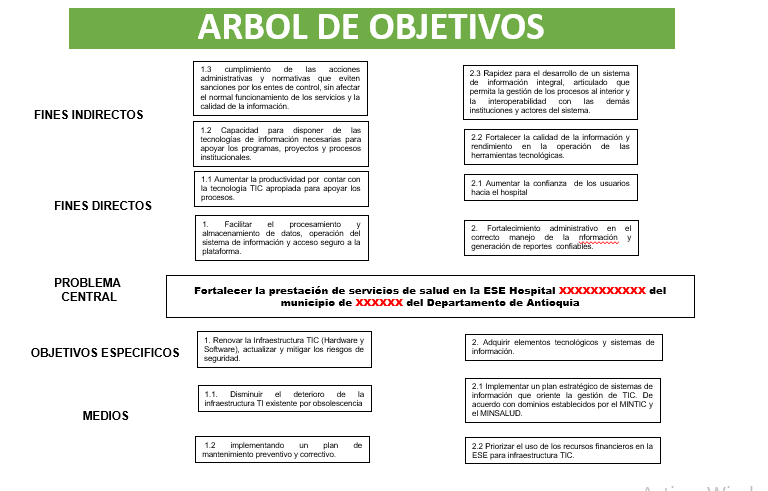 ARBOL DE OBJETIVOS
FINES INDIRECTOS
1.3 cumplimiento de las acciones
administrativas y normativas que eviten
sanciones por los entes de control, sin afectar
el normal funcionamiento de los servicios y la
calidad de la información.
2.3 Rapidez para el desarrollo de un sistema
de información integral, articulado que
permita la gestión de los procesos al interior y
la interoperabilidad con las demás
instituciones y actores del sistema.
1.2 Capacidad para disponer de las
tecnologías de información necesarias para
apoyar los programas, proyectos y procesos
institucionales.
2.2 Fortalecer la calidad de la información y
rendimiento en la operación de las
herramientas tecnológicas.
FINES DIRECTOS
1.1 Aumentar la productividad por contar con
la tecnología TIC apropiada para apoyar los
procesos.
2.1 Aumentar la confianza de los usuarios
hacia el hospital
1. Facilitar el procesamiento y
almacenamiento de datos, operación del
sistema de información y acceso seguro a la
plataforma.
2. Fortalecimiento administrativo en el
correcto manejo de la nformación y
generación de reportes confiables.
PROBLEMA
CENTRAL
Fortalecer la prestación de servicios de salud en la ESE Hospital XXXXXXXXXXX del
municipio de XXXXXX del Departamento de Antioquia
OBJETIVOS ESPECIFICOS
1. Renovar la Infraestructura TIC (Hardware y
Software), actualizar y mitigar los riesgos de
seguridad.
2. Adquirir elementos tecnológicos y sistemas de
información.
MEDIOS
1.1. Disminuir el deterioro de la
infraestructura TI existente por obsolescencia
2.1 Implementar un plan estratégico de sistemas de
información que oriente la gestión de TIC. De
acuerdo con dominios establecidos por el MINTIC y
el MINSALUD.
1.2 implementando un plan de
mantenimiento preventivo y correctivo.
2.2 Priorizar el uso de los recursos financieros en la
ESE para infraestructura TIC.